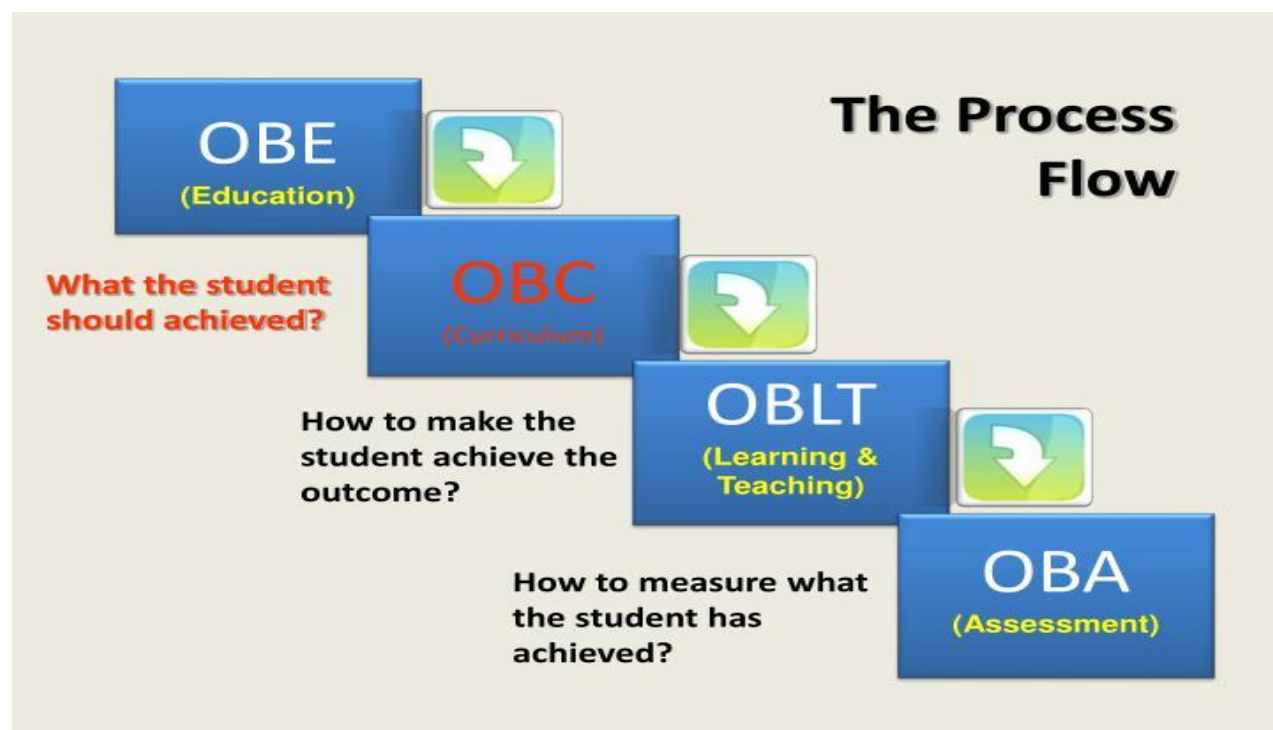 The Process
Flow
OBE
(Education)
What the student
should achieved?
OBC
(Curriculum)
How to make the
student achieve the
outcome?
OBLT
(Learning &
Teaching)
How to measure what
the student has
achieved?
OBA
(Assessment)